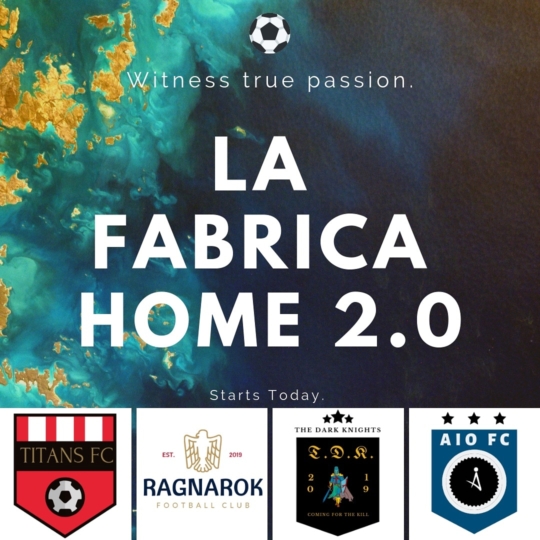 Witness true passion.
LA
FABRICA
HOME 2.0
Starts Today.
TITANS FC
EST. 2019
RAGNAROK
FOOTBALL CLUB
THE DARK KNIGHTS
T.D.K.
2 1
0 9
COMING FOR THE KILL
AIO FC